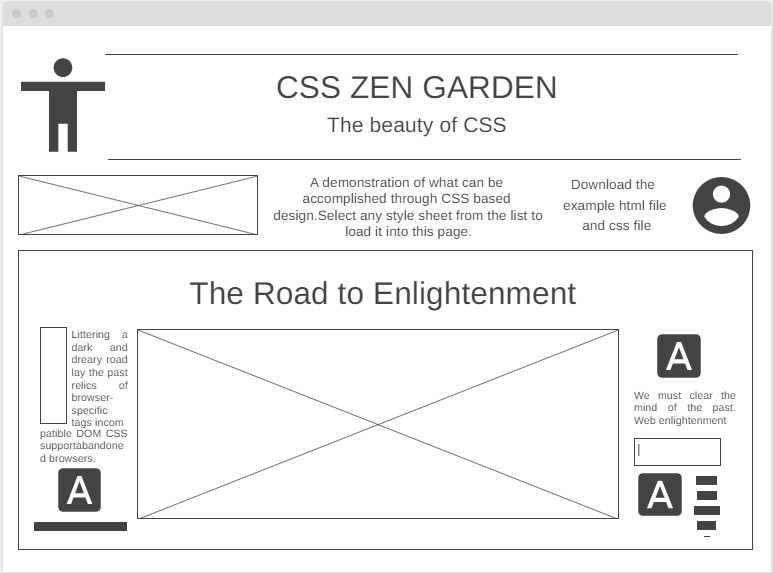 CSS ZEN GARDEN
The beauty of CSS
A demonstration of what can be
accomplished through CSS based
design.Select any style sheet from the list to
load it into this page.
Download the
example html file
and css file
The Road to Enlightenment
Littering a
dark and
dreary road
lay the past
relics of
browser-
specific
tags incom
patible DOM CSS
supportabandone
d browsers.
A
A
We must clear the
mind of the past.
Web enlightenment
A